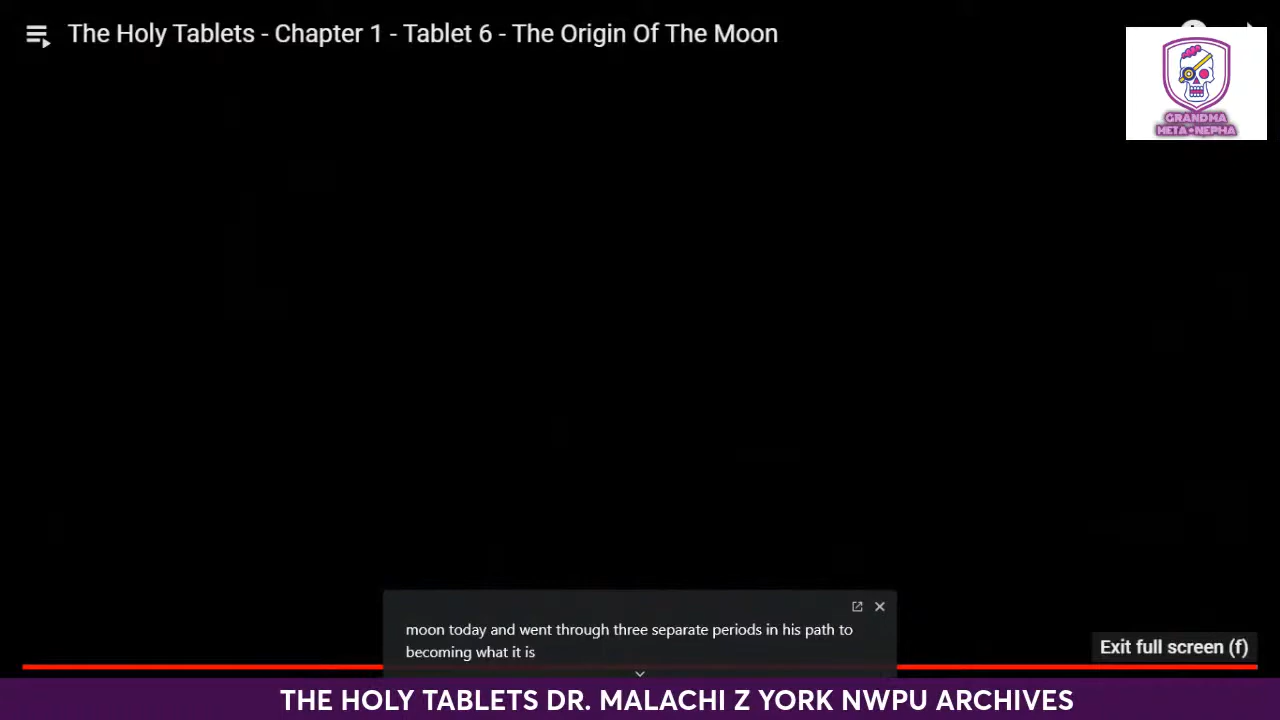 The Holy Tablets - Chapter 1 - Tablet 6 - The Origin Of The Moon
GRANDMA
META•NEPHA
moon today and went through three separate periods in his path to
becoming what it is
Exit full screen (f)
THE HOLY TABLETS DR. MALACHI Z YORK NWPU ARCHIVES